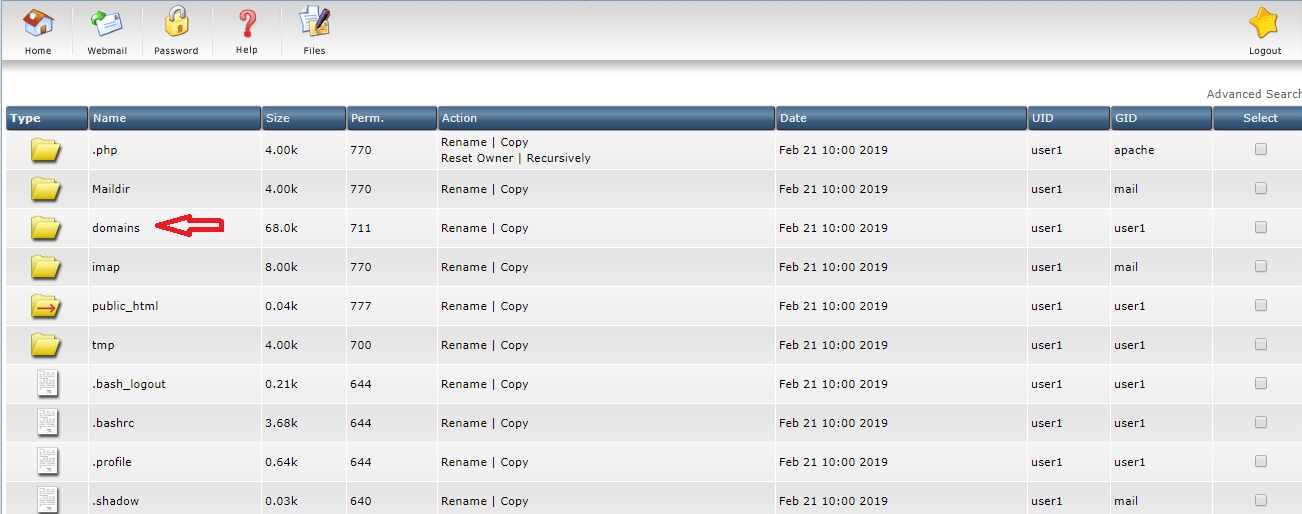 Home Webmail Password Help Files Logout
Advanced Search
Type Name Size Perm. Action Date UID GID Select
.php 4.00k 770 Rename | Copy Feb 21 10:00 2019 user1 apache
Reset Owner | Recursively
Maildir 4.00k 770 Rename | Copy Feb 21 10:00 2019 user1 mail
domains 68.0k 711 Rename | Copy Feb 21 10:00 2019 user1 user1
imap 8.00k 770 Rename | Copy Feb 21 10:00 2019 user1 mail
public_html 0.04k 777 Rename | Copy Feb 21 10:00 2019 user1 user1
tmp 4.00k 700 Rename | Copy Feb 21 10:00 2019 user1 user1
.bash_logout 0.21k 644 Rename | Copy Feb 21 10:00 2019 user1 user1
.bashrc 3.68k 644 Rename | Copy Feb 21 10:00 2019 user1 user1
.profile 0.64k 644 Rename | Copy Feb 21 10:00 2019 user1 user1
.shadow 0.03k 640 Rename | Copy Feb 21 10:00 2019 user1 mail